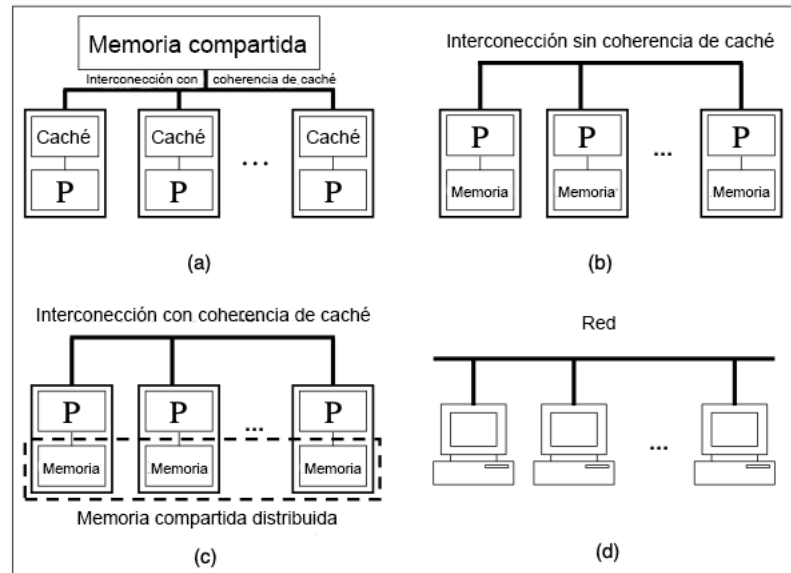 Memoria compartida
Interconección con coherencia de caché
Caché Caché Caché
...
P P P
(a)
Interconección sin coherencia de caché
P P P
...
Memoria Memoria Memoria
(b)
Interconección con coherencia de caché
P P P
...
Memoria Memoria Memoria
Memoria compartida distribuida
(c)
Red
...
(d)